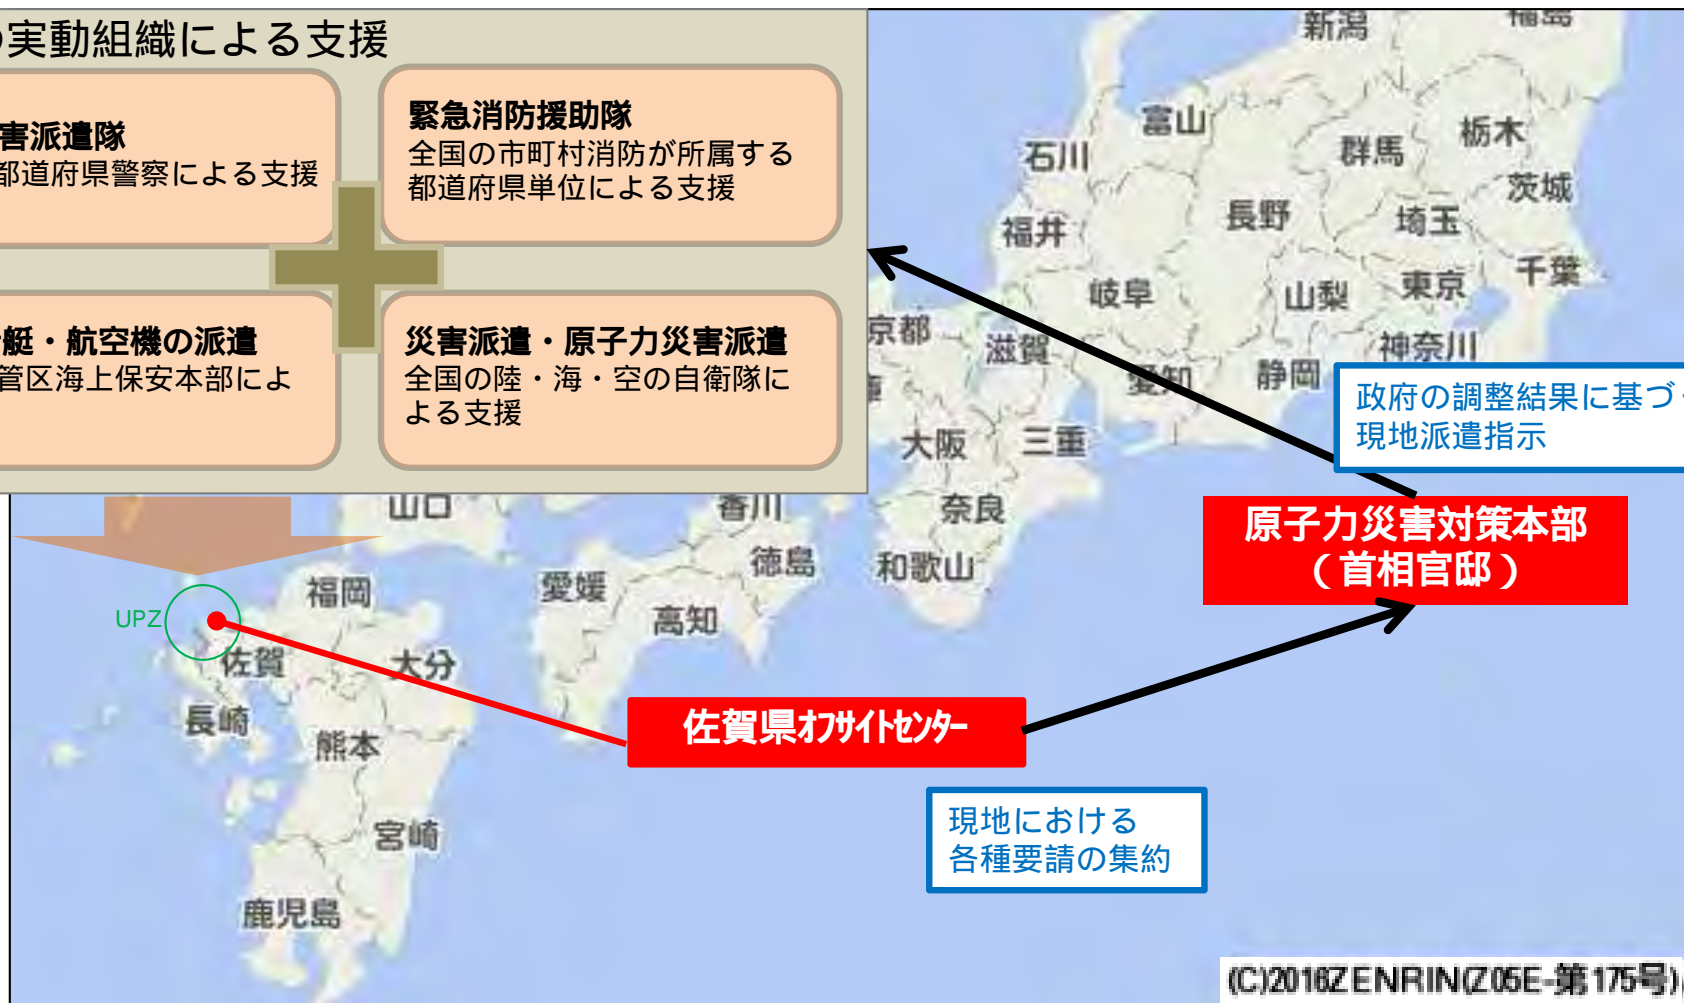 の実動組織による支援
害派遣隊
都道府県警察による支援
緊急消防援助隊
全国の市町村消防が所属する
都道府県単位による支援
艇・航空機の派遣
管区海上保安本部によ
災害派遣・原子力災害派遣
全国の陸・海・空の自衛隊に
よる支援
新潟
福島
富山
石川
群馬
栃木
茨城
福井
長野
埼玉
岐阜
山梨
東京
千葉
京都
滋賀
愛知
静岡
神奈川
政府の調整結果に基づく
現地派遣指示
大阪
三重
奈良
和歌山
山口
香川
徳島
愛媛
高知
原子力災害対策本部
（首相官邸）
福岡
UPZ
佐賀
大分
長崎
熊本
佐賀県ｵﾌｻｲﾄｾﾝﾀｰ
現地における
各種要請の集約
宮崎
鹿児島
(C)2016ZENRIN(Z05E-第175号)